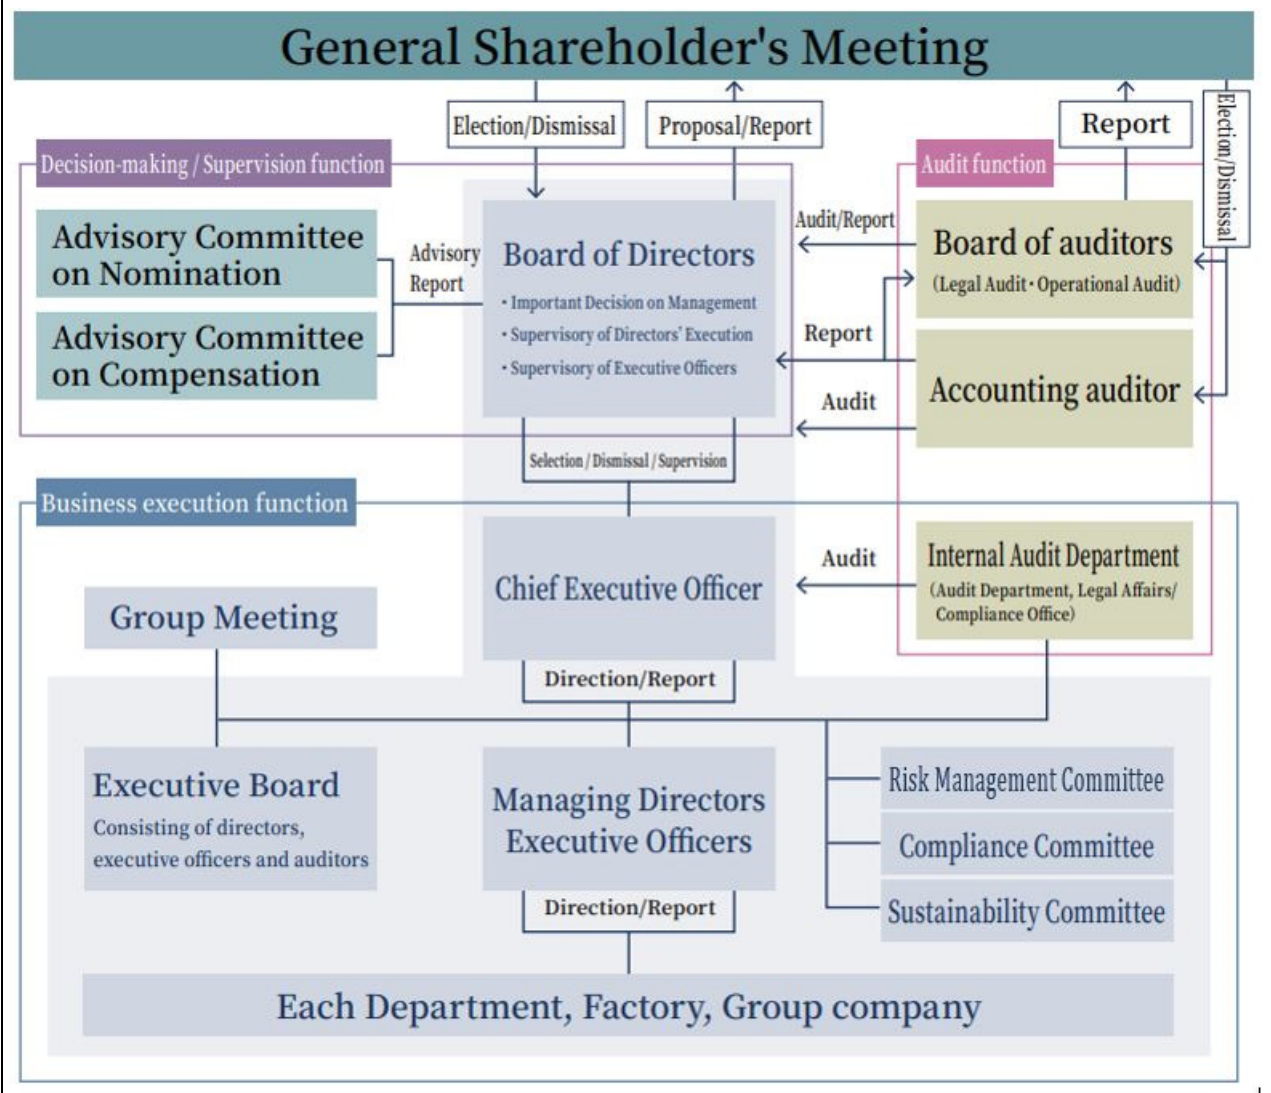 General Shareholder's Meeting
Election/Dismissal
Proposal/Report
Report
Election/Dismissal
Decision-making / Supervision function
Audit function
Advisory Committee
on Nomination
Advisory Committee
on Compensation
Advisory
Report
Board of Directors
・Important Decision on Management
・Supervisory of Directors' Execution
・Supervisory of Executive Officers
Audit/Report
Report
Audit
Board of auditors
(Legal Audit・Operational Audit)
Accounting auditor
Selection / Dismissal / Supervision
Business execution function
Chief Executive Officer
Audit
Internal Audit Department
(Audit Department, Legal Affairs/
Compliance Office)
Group Meeting
Direction/Report
Executive Board
Consisting of directors,
executive officers and auditors
Managing Directors
Executive Officers
Risk Management Committee
Compliance Committee
Sustainability Committee
Direction/Report
Each Department, Factory, Group company